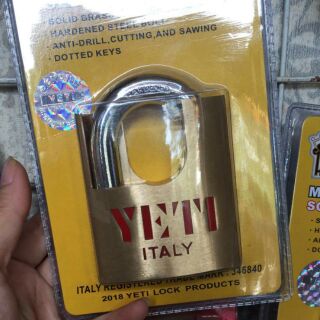 SOLID BRASS
HARDENED STEEL BOLT
- ANTI-DRILL,CUTTING,AND SAWING
- DOTTED KEYS
YETI
YETI
ITALY
ITALY REGISTERED TRADE MARK : 346840
2018 YETI LOCK PRODUCTS